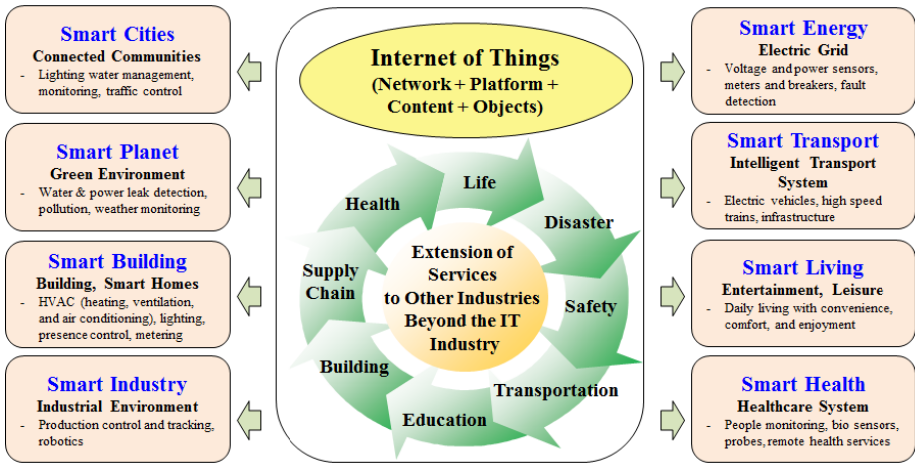 Smart Cities
Connected Communities
- Lighting water management,
monitoring, traffic control
Smart Planet
Green Environment
- Water & power leak detection,
pollution, weather monitoring
Smart Building
Building, Smart Homes
- HVAC (heating, ventilation,
and air conditioning), lighting,
presence control, metering
Smart Industry
Industrial Environment
- Production control and tracking,
robotics
Internet of Things
(Network + Platform +
Content + Objects)
Life
Disaster
Safety
Transportation
Education
Building
Supply
Chain
Health
Extension of
Services
to Other Industries
Beyond the IT
Industry
Smart Energy
Electric Grid
- Voltage and power sensors,
meters and breakers, fault
detection
Smart Transport
Intelligent Transport
System
- Electric vehicles, high speed
trains, infrastructure
Smart Living
Entertainment, Leisure
- Daily living with convenience,
comfort, and enjoyment
Smart Health
Healthcare System
- People monitoring, bio sensors,
probes, remote health services